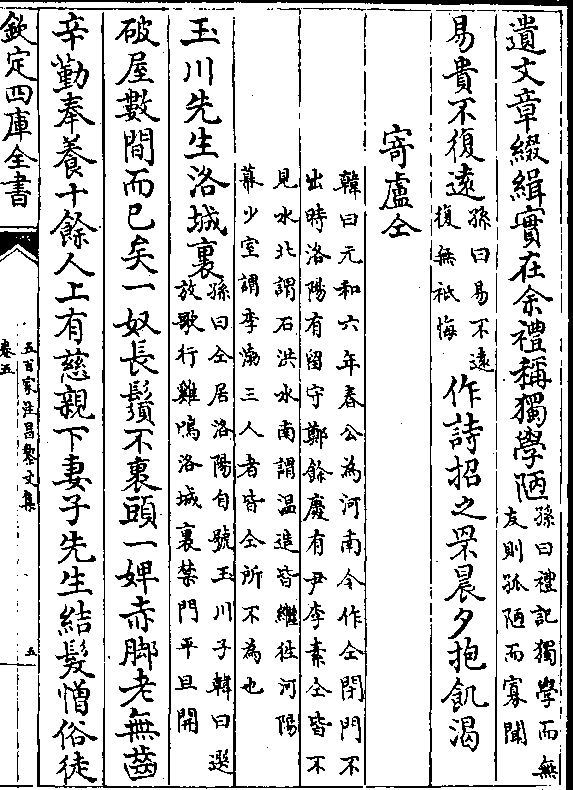 遺文章綴緝實在余禮稱獨學陋孫曰禮記獨學而無
友則孤陋而寡聞
易貴不復遠孫曰易不遠
復無祇悔作詩招之罘晨夕抱飢渴
寄盧仝
韓曰元和六年春公為河南令作仝閉門不
出時洛陽有留守鄭餘慶有尹李素仝皆不
見水北謂石洪水南謂温造皆繼往河陽
幕少室謂李渤三人者皆仝所不為也
玉川先生洛城裏孫曰仝居洛陽自號玉川子韓曰選
放歌行雞鳴洛城裏禁門平旦開
破屋數間而已矣一奴長鬚不裹頭一婢赤脚老無齒
辛勤奉養十餘人上有慈親下妻子先生結髮憎俗徒
欽定四庫全書
五百家注昌黎文集
卷五
五